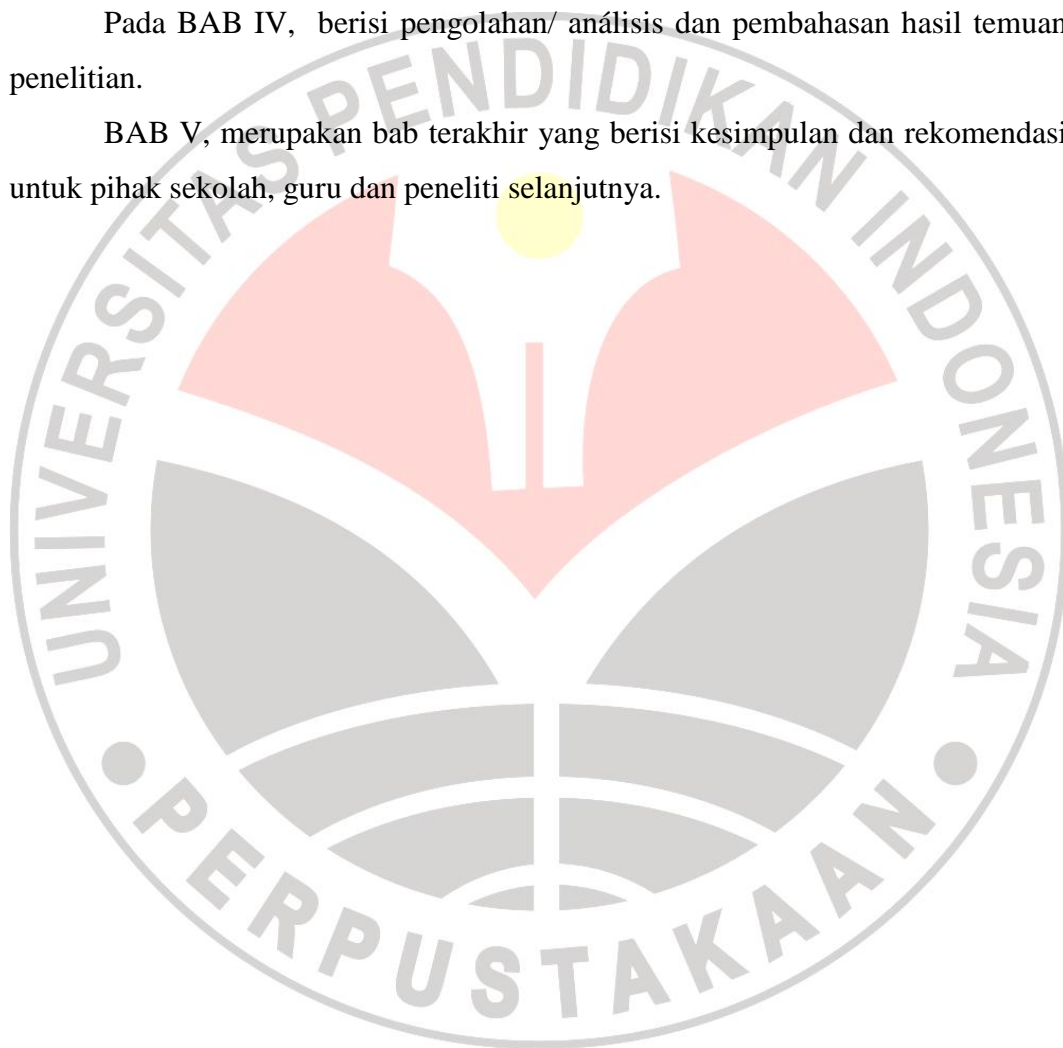 Pada BAB IV, berisi pengolahan/ análisis dan pembahasan hasil temuan
penelitian.
BAB V, merupakan bab terakhir yang berisi kesimpulan dan rekomendasi
untuk pihak sekolah, guru dan peneliti selanjutnya.
UNIVERSITAS PENDIDIKAN INDONESIA
PERPUSTAKAAN